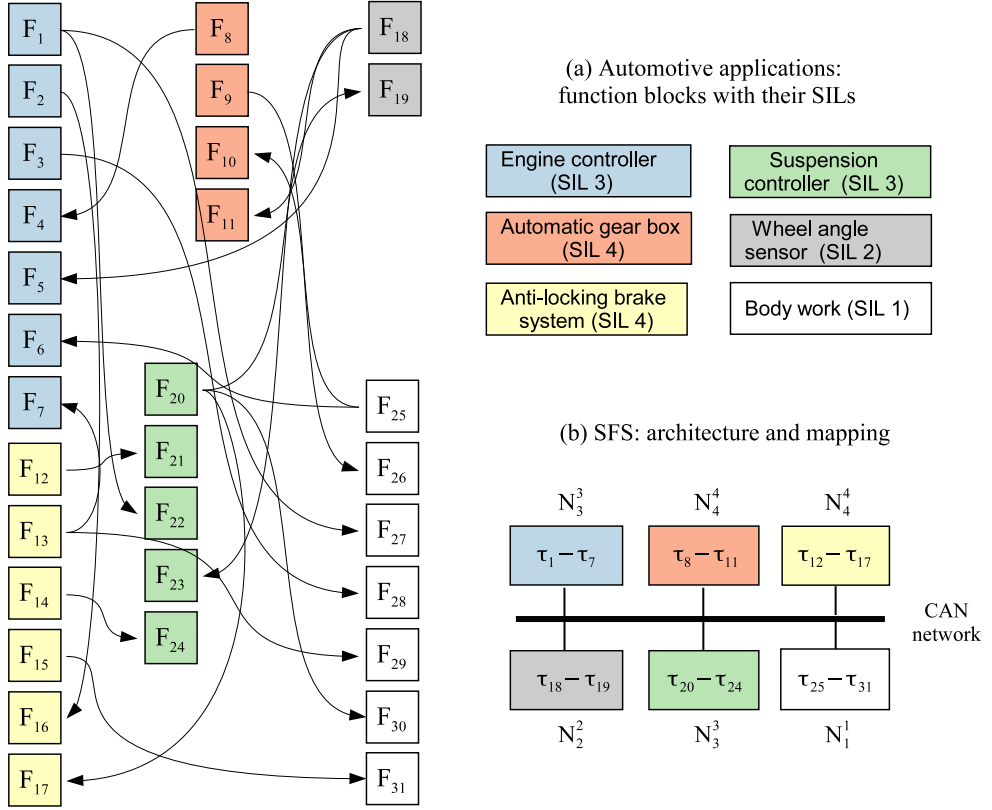 F1
F2
F3
F4
F5
F6
F7
F12
F13
F14
F15
F16
F17
F8
F9
F10
F11
F20
F21
F22
F23
F24
F18
F19
F25
F26
F27
F28
F29
F30
F31
(a) Automotive applications:
function blocks with their SILs
Engine controller
(SIL 3)
Suspension
controller (SIL 3)
Automatic gear box
(SIL 4)
Wheel angle
sensor (SIL 2)
Anti-locking brake
system (SIL 4)
Body work (SIL 1)
(b) SFS: architecture and mapping
N₃³ N₄⁴ N₄⁴
τ₁ – τ₇ τ₈ – τ₁₁ τ₁₂ – τ₁₇
CAN
network
τ₁₈ – τ₁₉ τ₂₀ – τ₂₄ τ₂₅ – τ₃₁
N₂² N₃³ N₁¹